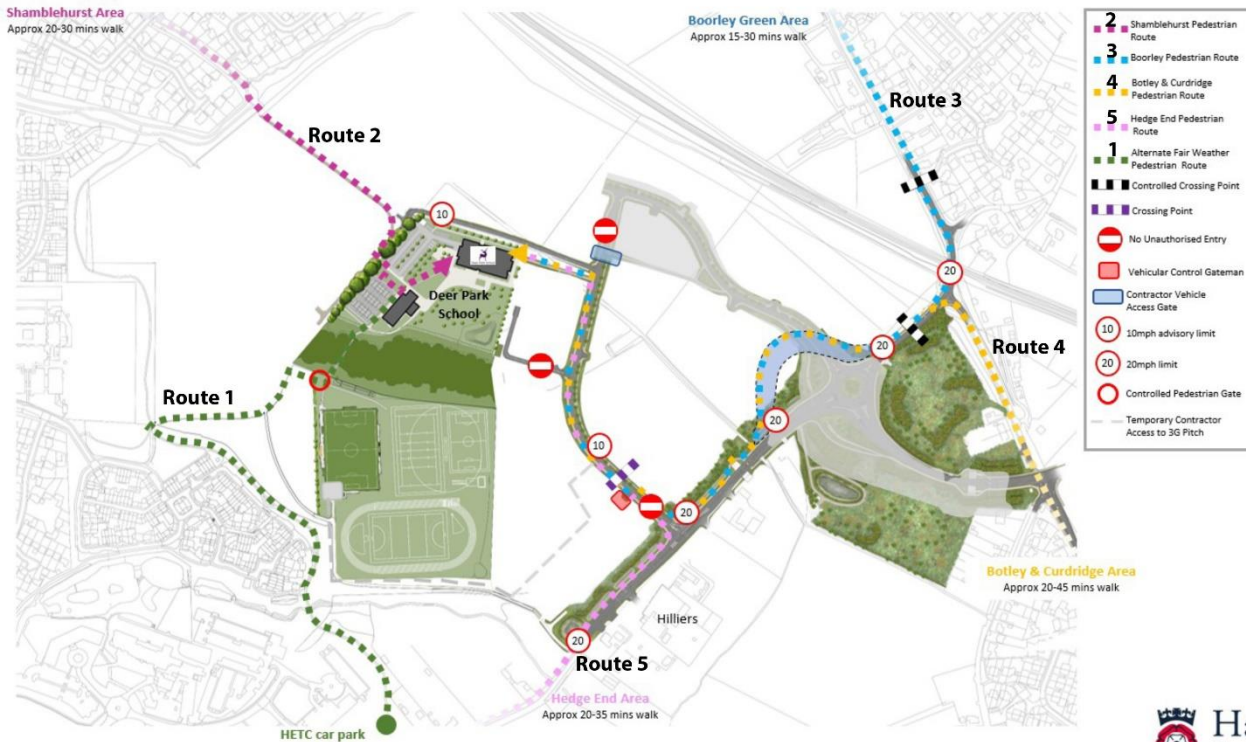 Shamblehurst Area
Approx 20-30 mins walk
Boorley Green Area
Approx 15-30 mins walk
Route 2
Route 3
10
Deer Park
School
20
20
Route 4
Route 1
20
10
20
Botley & Curdridge Area
Approx 20-45 mins walk
Hilliers
20
Route 5
Hedge End Area
Approx 20-35 mins walk
HETC car park
2
Shamblehurst Pedestrian
Route
3
Boorley Pedestrian Route
4
Botley & Curdridge
Pedestrian Route
5
Hedge End Pedestrian
Route
1
Alternate Fair Weather
Pedestrian Route
Controlled Crossing Point
Crossing Point
No Unauthorised Entry
Vehicular Control Gateman
Contractor Vehicle
Access Gate
10
10mph advisory limit
20
20mph limit
Controlled Pedestrian Gate
Temporary Contractor
Access to 3G Pitch
Ha